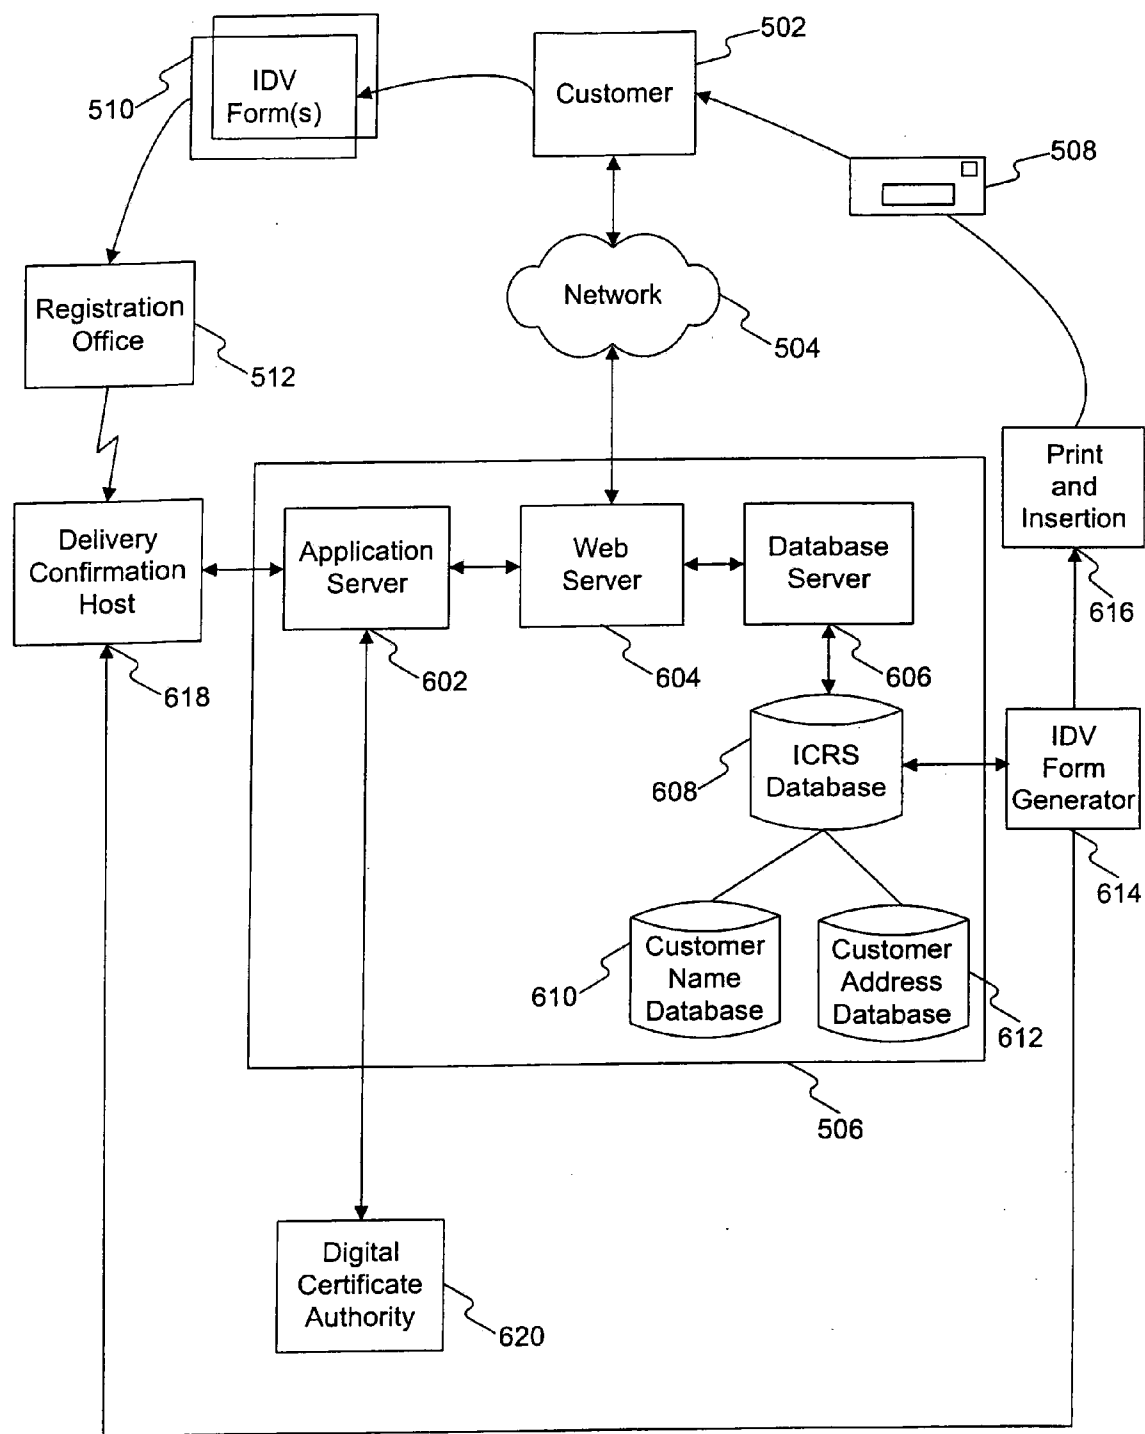 502
IDV
Form(s)
510
Customer
508
Network
504
Registration
Office
512
Print
and
Insertion
616
Delivery
Confirmation
Host
618
Application
Server
602
Web
Server
604
Database
Server
606
ICRS
Database
608
IDV
Form
Generator
614
Customer
Name
Database
610
Customer
Address
Database
612
506
Digital
Certificate
Authority
620